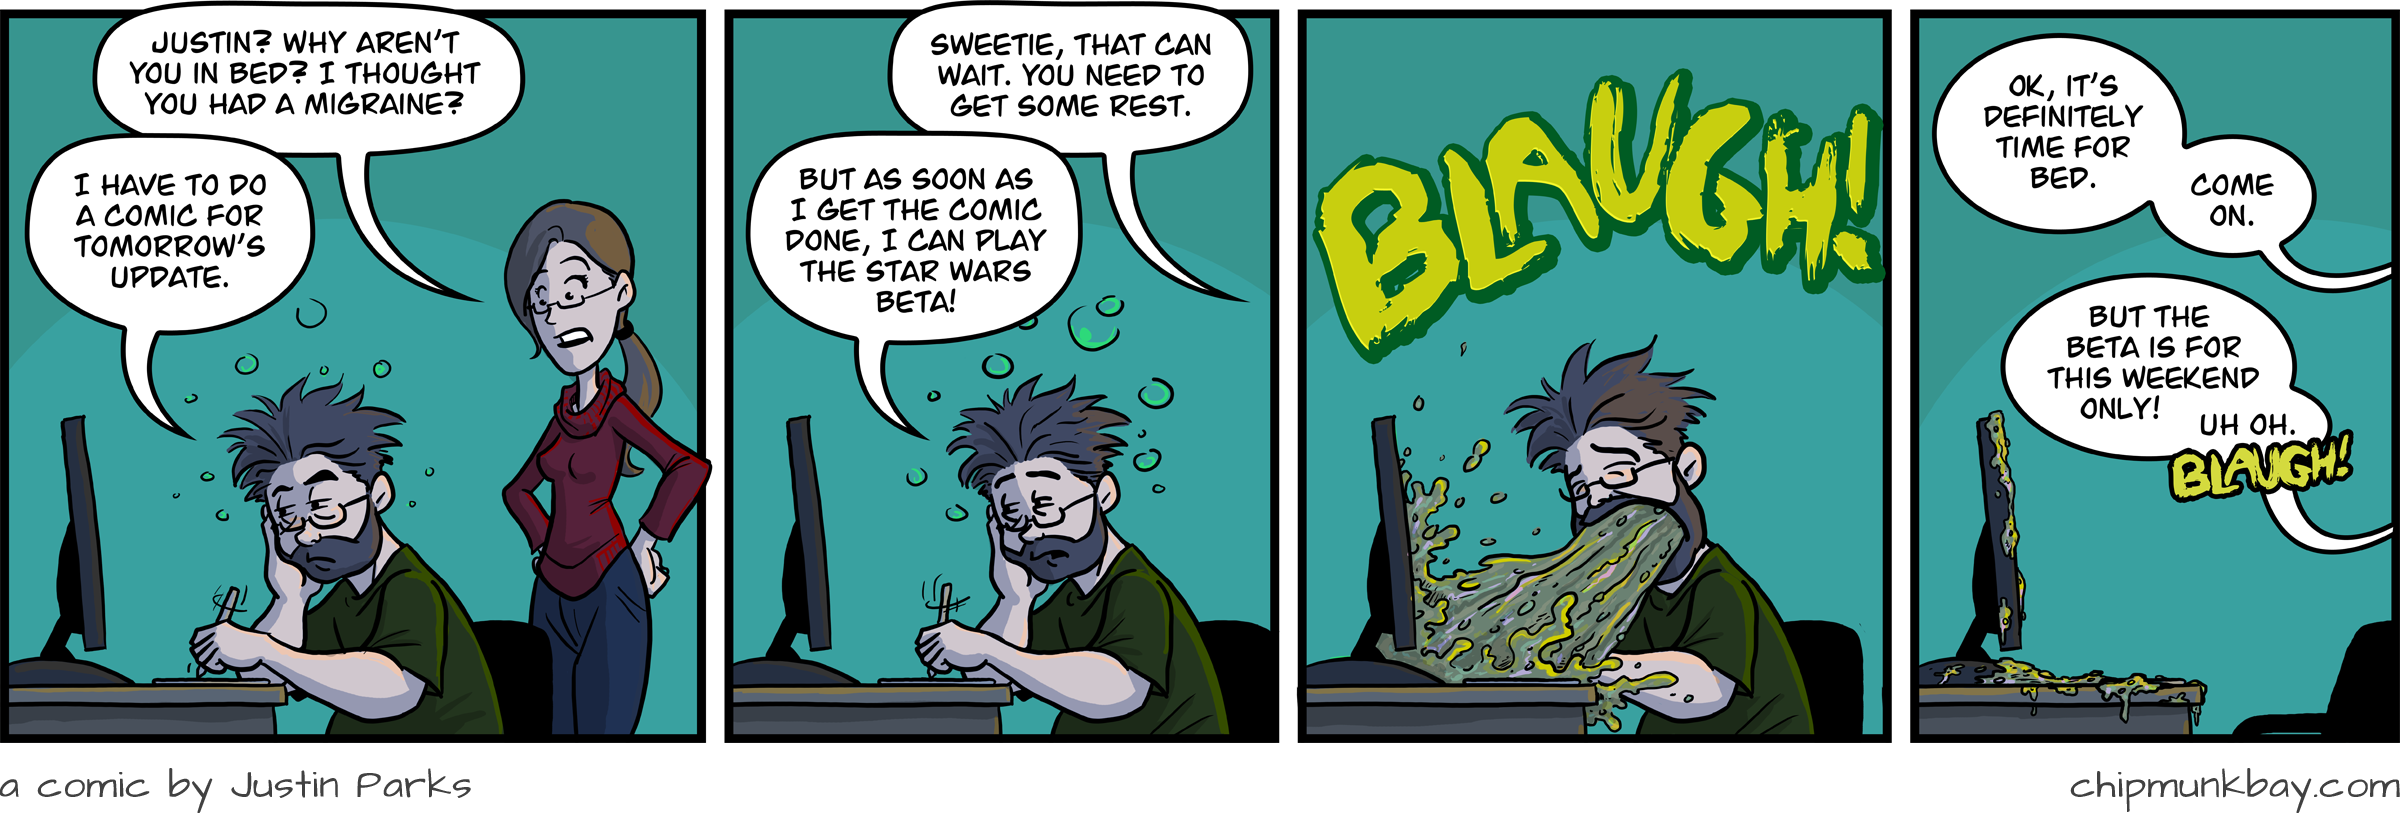 JUSTIN? WHY AREN'T
YOU IN BED? I THOUGHT
YOU HAD A MIGRAINE?
I HAVE TO DO
A COMIC FOR
TOMORROW'S
UPDATE.
SWEETIE, THAT CAN
WAIT. YOU NEED TO
GET SOME REST.
BUT AS SOON AS
I GET THE COMIC
DONE, I CAN PLAY
THE STAR WARS
BETA!
BLAUGH!
OK, IT'S
DEFINITELY
TIME FOR
BED.
COME
ON.
BUT THE
BETA IS FOR
THIS WEEKEND
ONLY!
UH OH.
BLAUGH!
a comic by Justin Parks
chipmunkbay.com